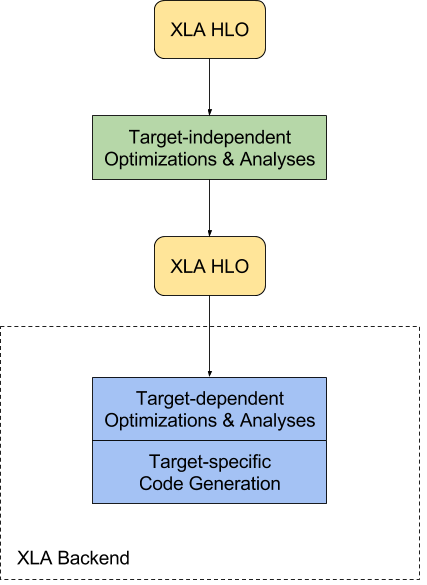 XLA HLO
Target-independent
Optimizations & Analyses
XLA HLO
Target-dependent
Optimizations & Analyses
Target-specific
Code Generation
XLA Backend